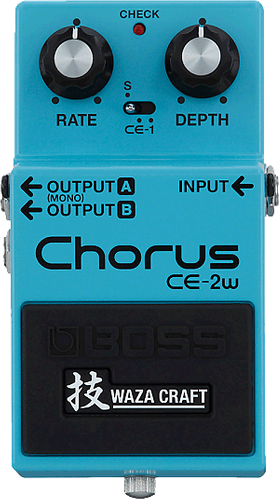 CHECK
S
RATE
CE-1
DEPTH
OUTPUT A
(MONO)
OUTPUT B
INPUT
Chorus
CE-2w
BOSS
技 WAZA CRAFT